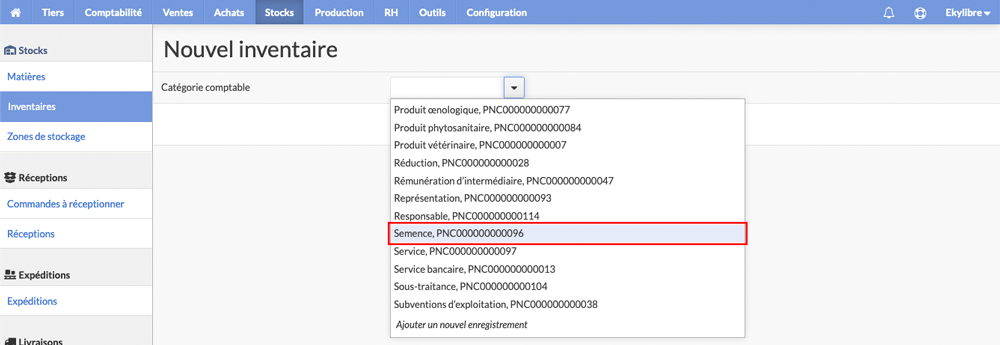 Tiers Comptabilité Ventes Achats Stocks Production RH Outils Configuration Ekylibre
Stocks
Matières
Inventaires
Zones de stockage
Réceptions
Commandes à réceptionner
Réceptions
Expéditions
Expéditions
Livraisons
Nouvel inventaire
Catégorie comptable
Produit œnologique, PNC000000000077
Produit phytosanitaire, PNC000000000084
Produit vétérinaire, PNC000000000007
Réduction, PNC000000000028
Rémunération d'intermédiaire, PNC000000000047
Représentation, PNC000000000093
Responsable, PNC000000000114
Semence, PNC000000000096
Service, PNC000000000097
Service bancaire, PNC000000000013
Sous-traitance, PNC000000000104
Subventions d'exploitation, PNC000000000038
Ajouter un nouvel enregistrement